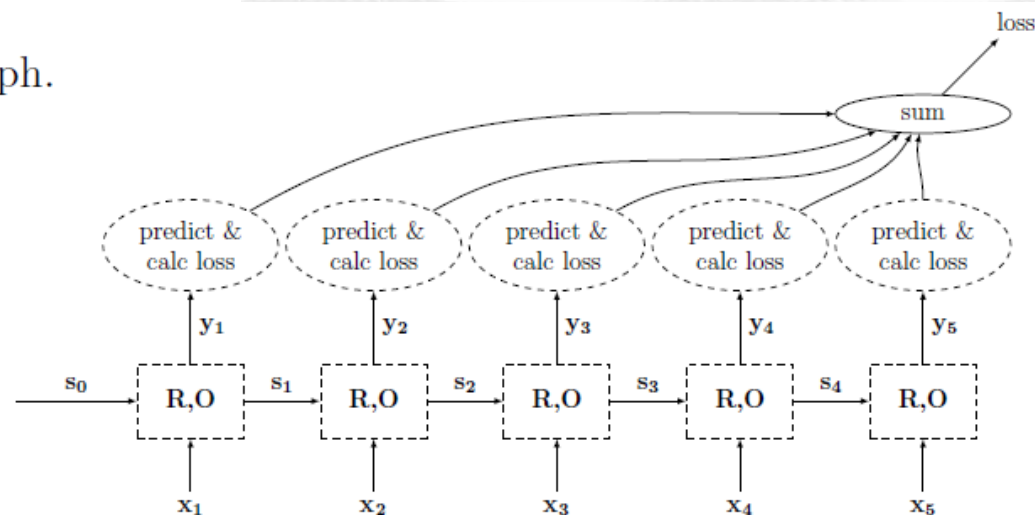 loss
ph.
sum
predict & predict & predict & predict & predict &
calc loss calc loss calc loss calc loss calc loss
y₁ y₂ y₃ y₄ y₅
s₀ s₁ s₂ s₃ s₄
R,O R,O R,O R,O R,O
x₁ x₂ x₃ x₄ x₅